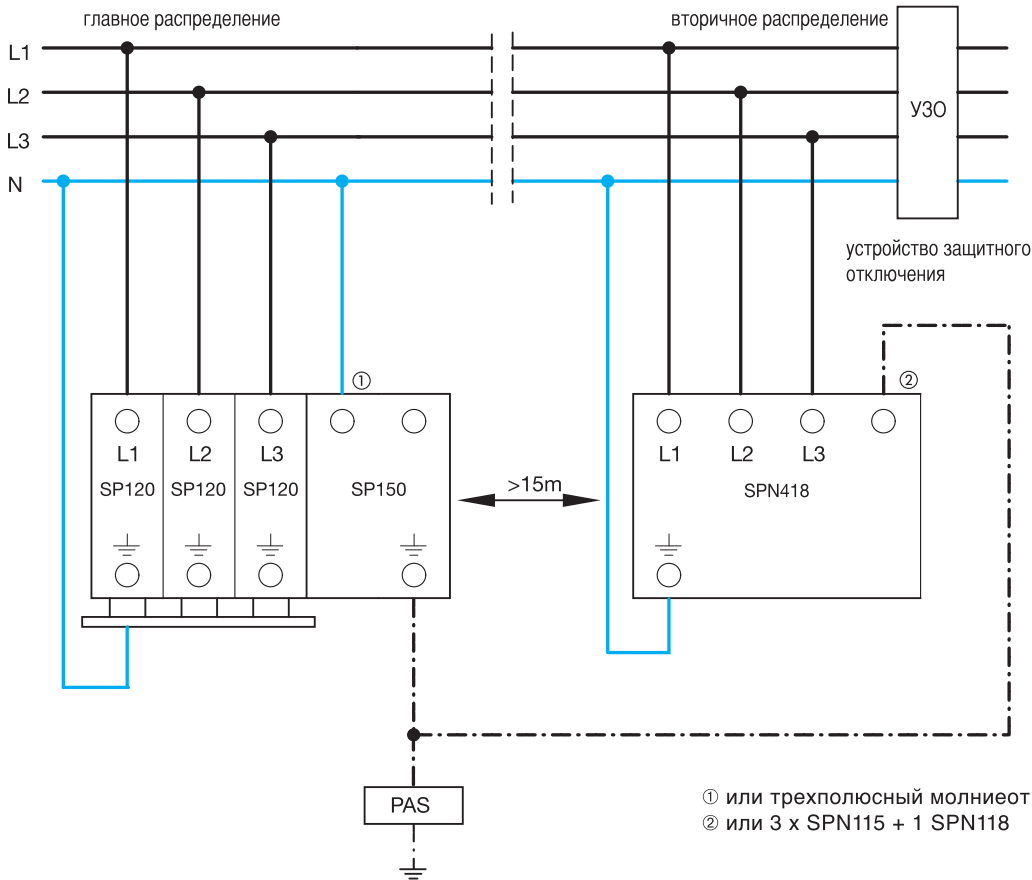 главное распределение
вторичное распределение
L1
L2
L3
N
УЗО
устройство защитного
отключения
①
②
L1
L2
L3
SP120
SP120
SP120
SP150
>15m
L1
L2
L3
SPN418
PAS
① или трехполюсный молниеот
② или 3 x SPN115 + 1 SPN118